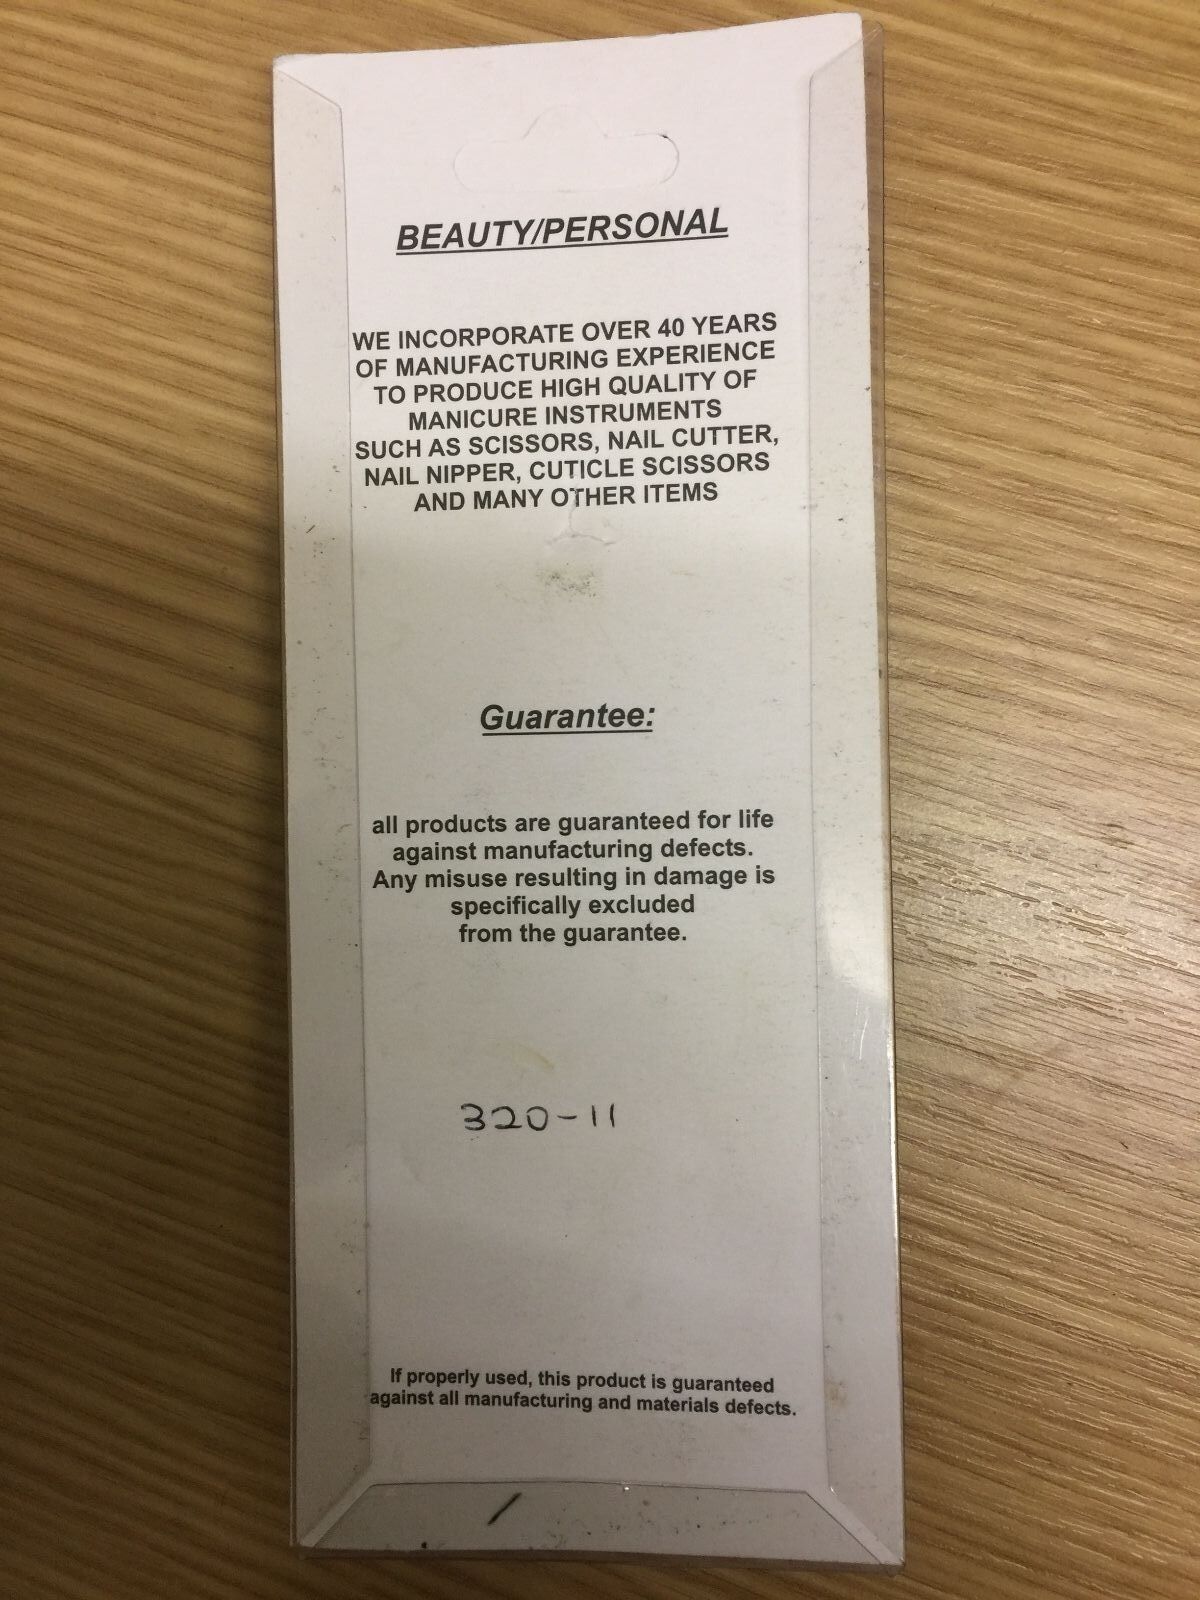 BEAUTY/PERSONAL
WE INCORPORATE OVER 40 YEARS
OF MANUFACTURING EXPERIENCE
TO PRODUCE HIGH QUALITY OF
MANICURE INSTRUMENTS
SUCH AS SCISSORS, NAIL CUTTER,
NAIL NIPPER, CUTICLE SCISSORS
AND MANY OTHER ITEMS
Guarantee:
all products are guaranteed for life
against manufacturing defects.
Any misuse resulting in damage is
specifically excluded
from the guarantee.
320-11
If properly used, this product is guaranteed
against all manufacturing and materials defects.